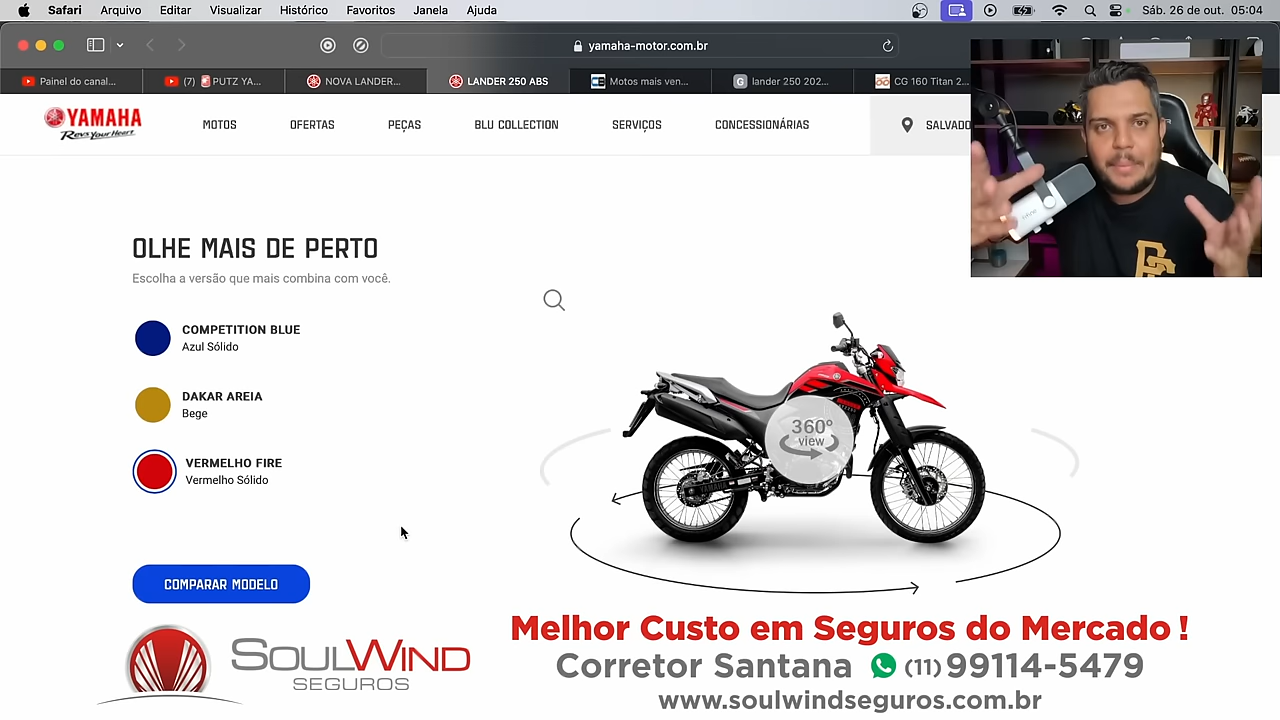 Safari Arquivo Editar Visualizar Histórico Favoritos Janela Ajuda Sáb. 26 de out. 05:04
yamaha-motor.com.br
Painel do canal... (7) PUTZ YA... NOVA LANDER... LANDER 250 ABS Motos mais ven... lander 250 202... CG 160 Titan 2...
YAMAHA
Revs Your Heart
MOTOS OFERTAS PEÇAS BLU COLLECTION SERVIÇOS CONCESSIONÁRIAS SALVADO
OLHE MAIS DE PERTO
Escolha a versão que mais combina com você.
COMPETITION BLUE
Azul Sólido
DAKAR AREIA
Bege
VERMELHO FIRE
Vermelho Sólido
360°
view
COMPARAR MODELO
SOULWIND
SEGUROS
Melhor Custo em Seguros do Mercado !
Corretor Santana (11) 99114-5479
www.soulwindseguros.com.br